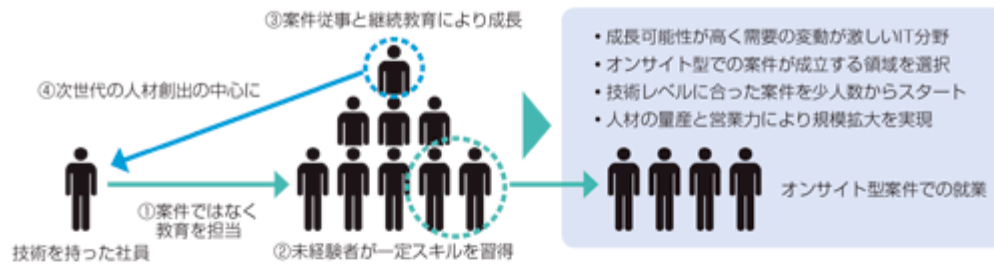 ③案件従事と継続教育により成長
④次世代の人材創出の中心に
①案件ではなく
教育を担当
技術を持った社員
②未経験者が一定スキルを習得
• 成長可能性が高く需要の変動が激しいIT分野
• オンサイト型での案件が成立する領域を選択
• 技術レベルに合った案件を少人数からスタート
• 人材の量産と営業力により規模拡大を実現
オンサイト型案件での就業